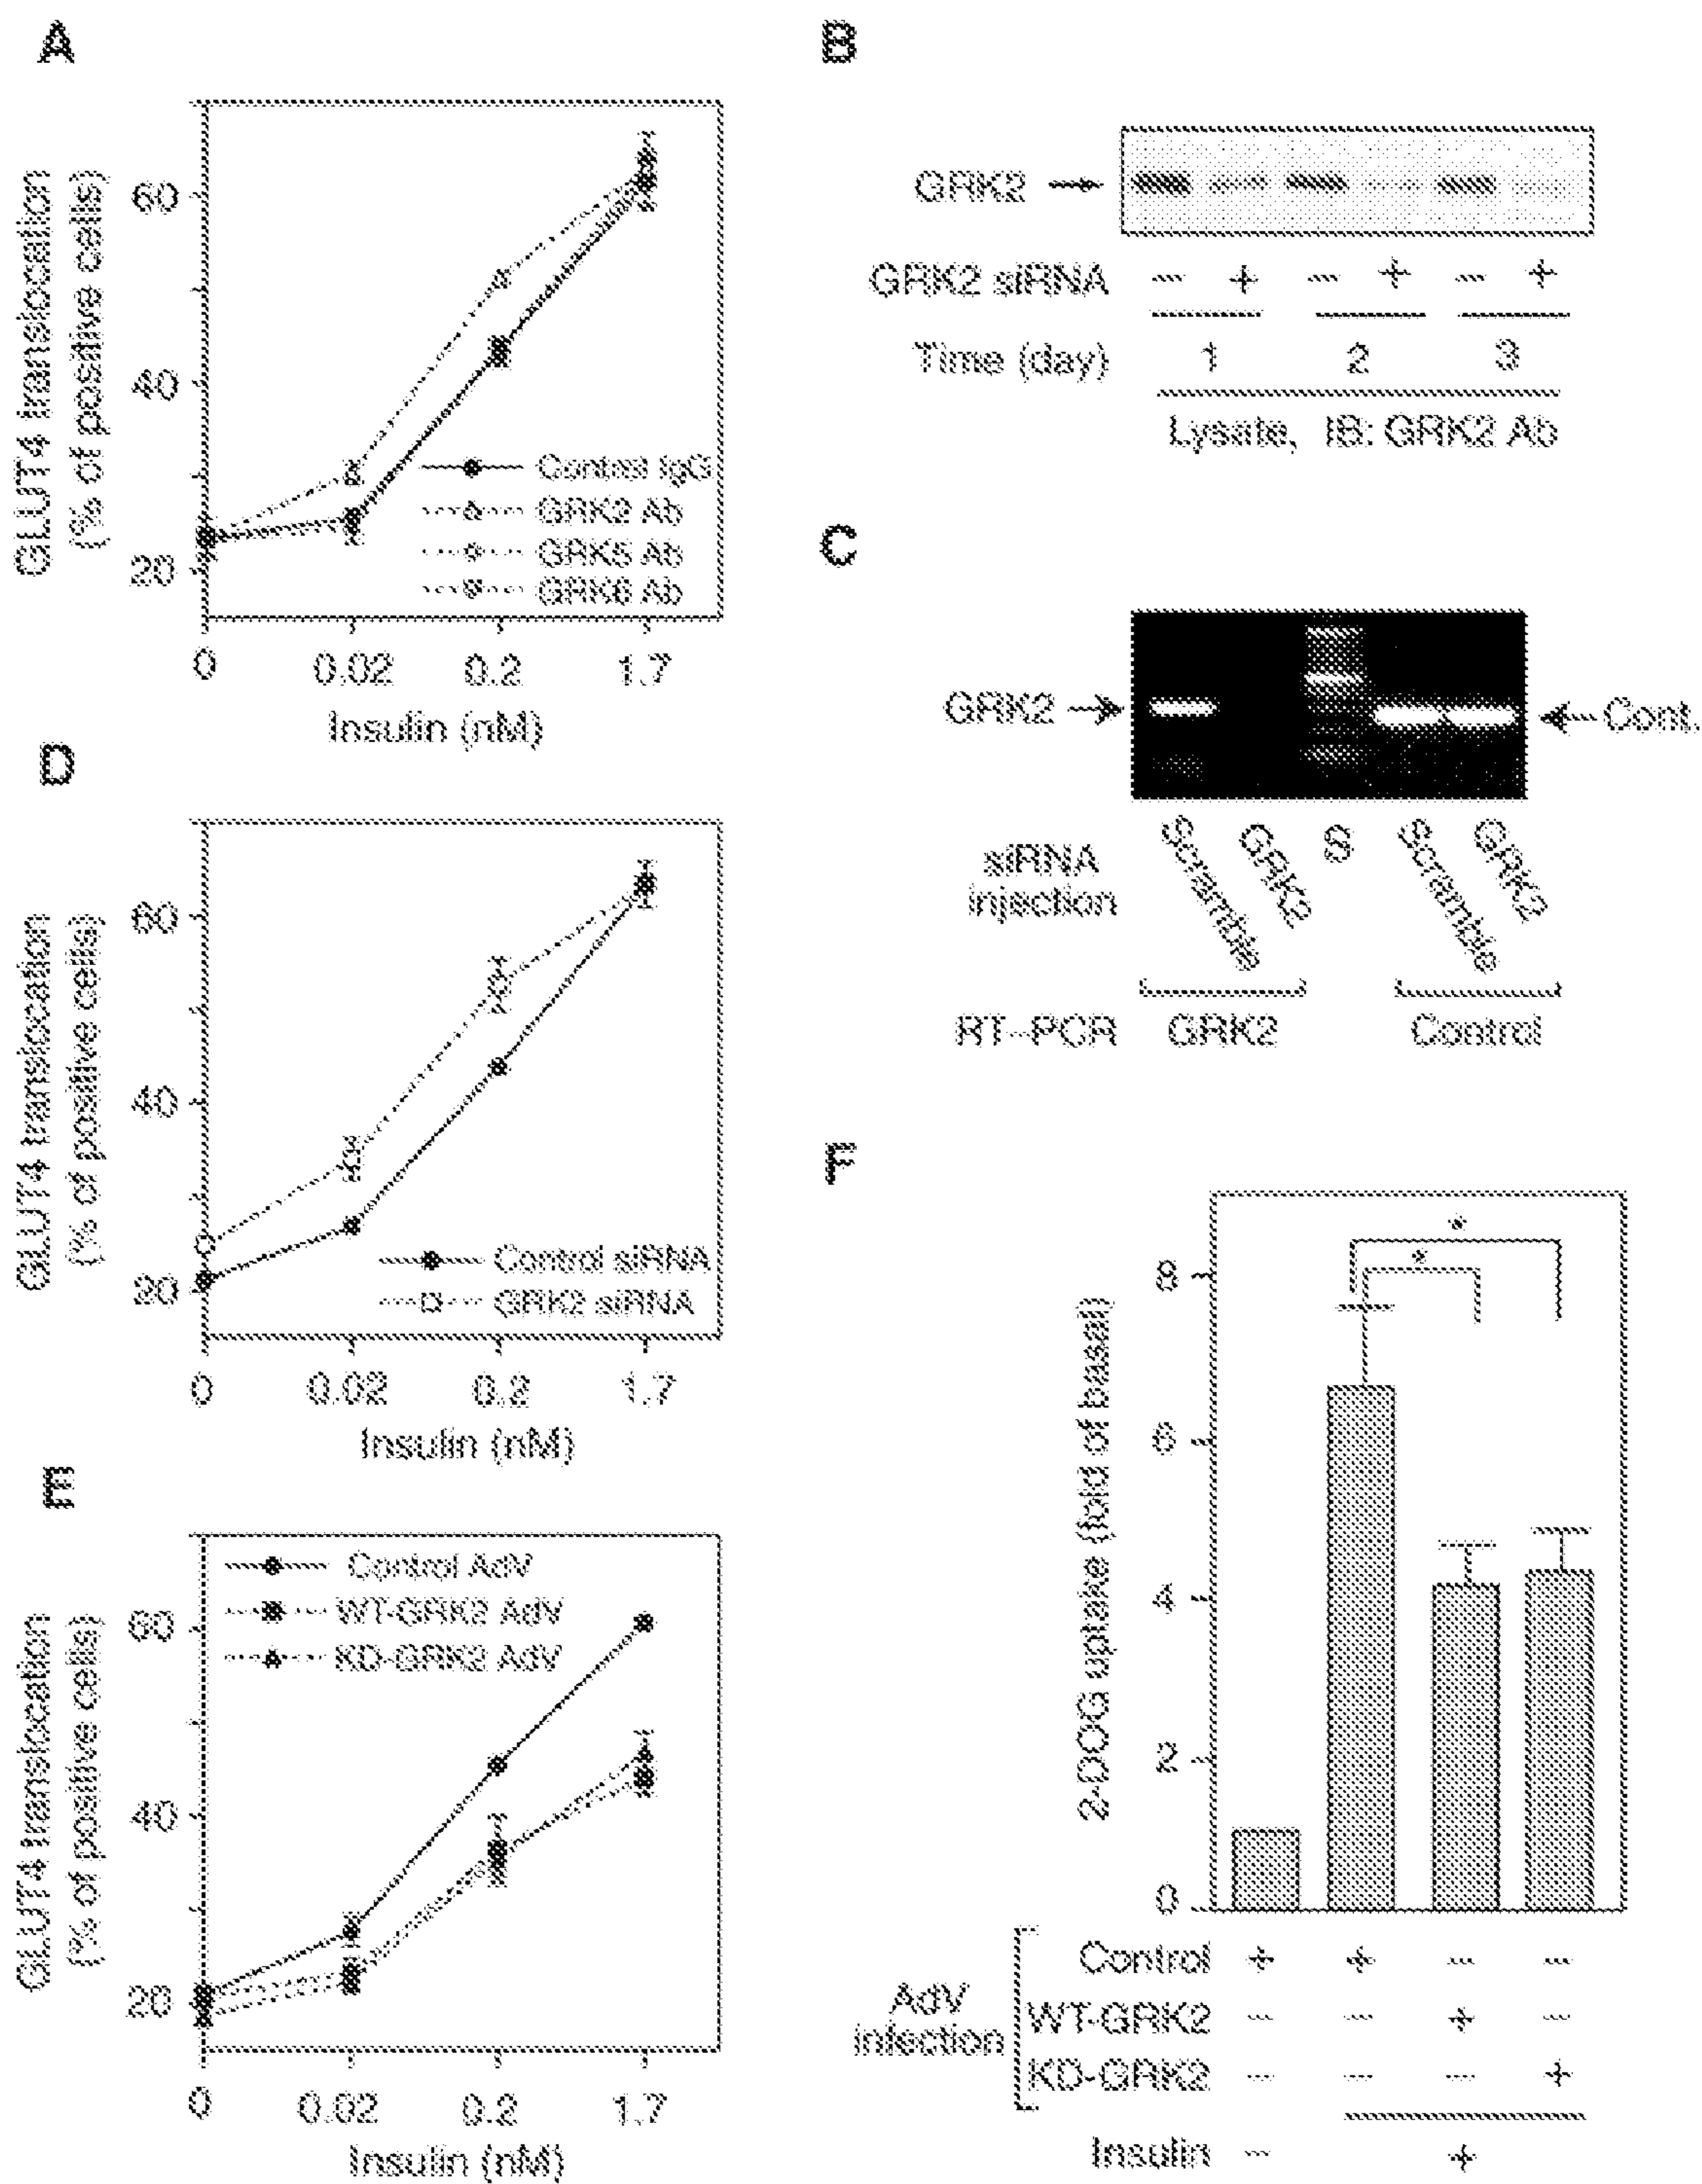 A
GLUT4 translocation
(% of positive cells)
60
40
20
Control IgG
GRK2 Ab
GRK5 Ab
GRK6 Ab
0 0.02 0.2 1.7
Insulin (nM)
B
GRK2
GRK2 siRNA – + – + – +
Time (day) 1 2 3
Lysate, IB: GRK2 Ab
C
GRK2
Cont.
siRNA
injection
Scramble
GRK2
S
Scramble
GRK2
RT-PCR GRK2 Control
D
GLUT4 translocation
(% of positive cells)
60
40
20
Control siRNA
GRK2 siRNA
0 0.02 0.2 1.7
Insulin (nM)
E
GLUT4 translocation
(% of positive cells)
60
40
20
Control AdV
WT-GRK2 AdV
KD-GRK2 AdV
0 0.02 0.2 1.7
Insulin (nM)
F
2-DOG uptake (fold of basal)
8
6
4
2
0
*
*
AdV
infection
Control + + – –
WT-GRK2 – – + –
KD-GRK2 – – – +
Insulin – +